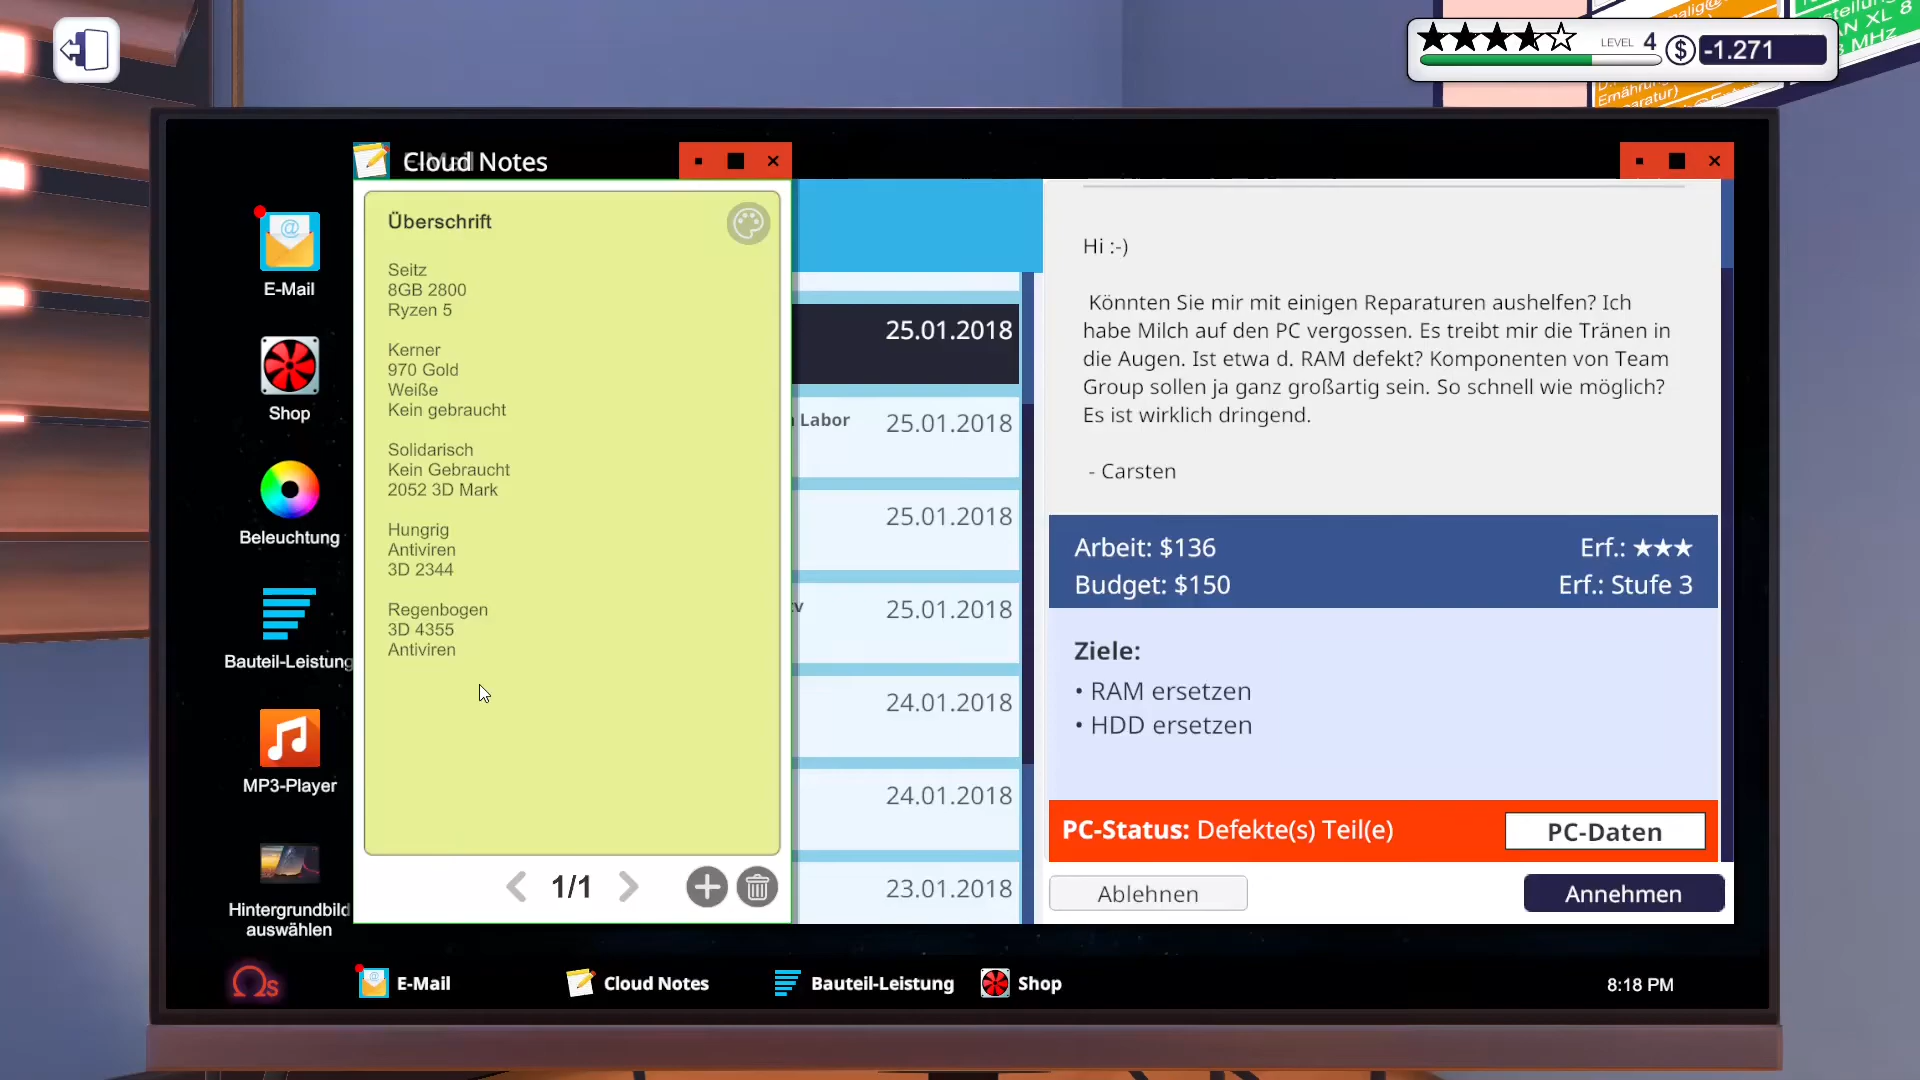 LEVEL 4
$ -1.271
Cloud Notes
Überschrift
Seitz
8GB 2800
Ryzen 5
Kerner
970 Gold
Weiße
Kein gebraucht
Solidarisch
Kein Gebraucht
2052 3D Mark
Hungrig
Antiviren
3D 2344
Regenbogen
3D 4355
Antiviren
1/1
E-Mail
Shop
Beleuchtung
Bauteil-Leistung
MP3-Player
Hintergrundbild
auswählen
25.01.2018
Labor 25.01.2018
25.01.2018
25.01.2018
24.01.2018
24.01.2018
23.01.2018
Hi :-)
Könnten Sie mir mit einigen Reparaturen aushelfen? Ich
habe Milch auf den PC vergossen. Es treibt mir die Tränen in
die Augen. Ist etwa d. RAM defekt? Komponenten von Team
Group sollen ja ganz großartig sein. So schnell wie möglich?
Es ist wirklich dringend.
- Carsten
Arbeit: $136 Erf.: ★★★
Budget: $150 Erf.: Stufe 3
Ziele:
• RAM ersetzen
• HDD ersetzen
PC-Status: Defekte(s) Teil(e) PC-Daten
Ablehnen Annehmen
Ωs E-Mail Cloud Notes Bauteil-Leistung Shop 8:18 PM